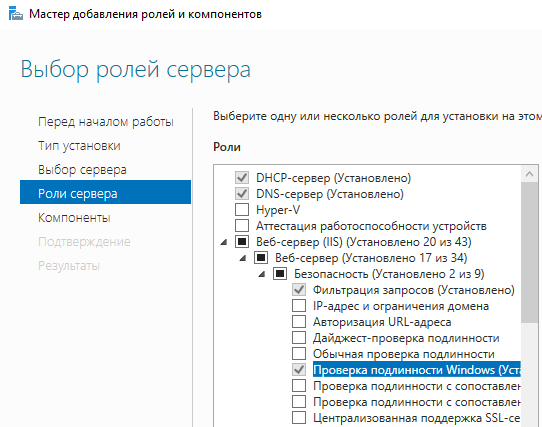 Мастер добавления ролей и компонентов
Выбор ролей сервера
Перед началом работы
Тип установки
Выбор сервера
Роли сервера
Компоненты
Подтверждение
Результаты
Выберите одну или несколько ролей для установки на этом
Роли
DHCP-сервер (Установлено)
DNS-сервер (Установлено)
Hyper-V
Аттестация работоспособности устройств
Веб-сервер (IIS) (Установлено 20 из 43)
Веб-сервер (Установлено 17 из 34)
Безопасность (Установлено 2 из 9)
Фильтрация запросов (Установлено)
IP-адрес и ограничения домена
Авторизация URL-адреса
Дайджест-проверка подлинности
Обычная проверка подлинности
Проверка подлинности Windows (Уста
Проверка подлинности с сопоставлен
Проверка подлинности с сопоставлен
Централизованная поддержка SSL-се